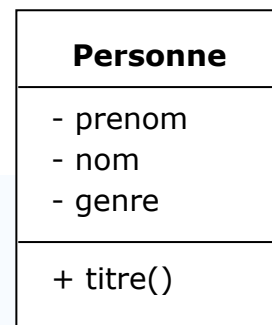 Personne
- prenom
- nom
- genre
+ titre()